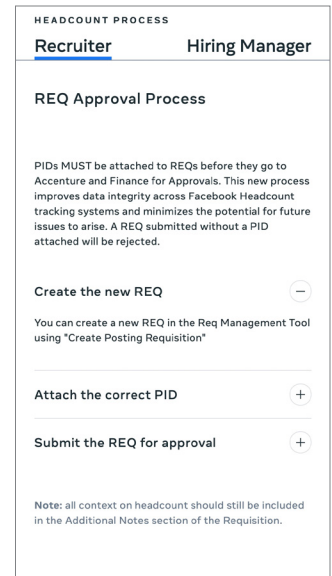 HEADCOUNT PROCESS
Recruiter Hiring Manager
REQ Approval Process
PIDs MUST be attached to REQs before they go to
Accenture and Finance for Approvals. This new process
improves data integrity across Facebook Headcount
tracking systems and minimizes the potential for future
issues to arise. A REQ submitted without a PID
attached will be rejected.
Create the new REQ
You can create a new REQ in the Req Management Tool
using "Create Posting Requisition"
Attach the correct PID
Submit the REQ for approval
Note: all context on headcount should still be included
in the Additional Notes section of the Requisition.